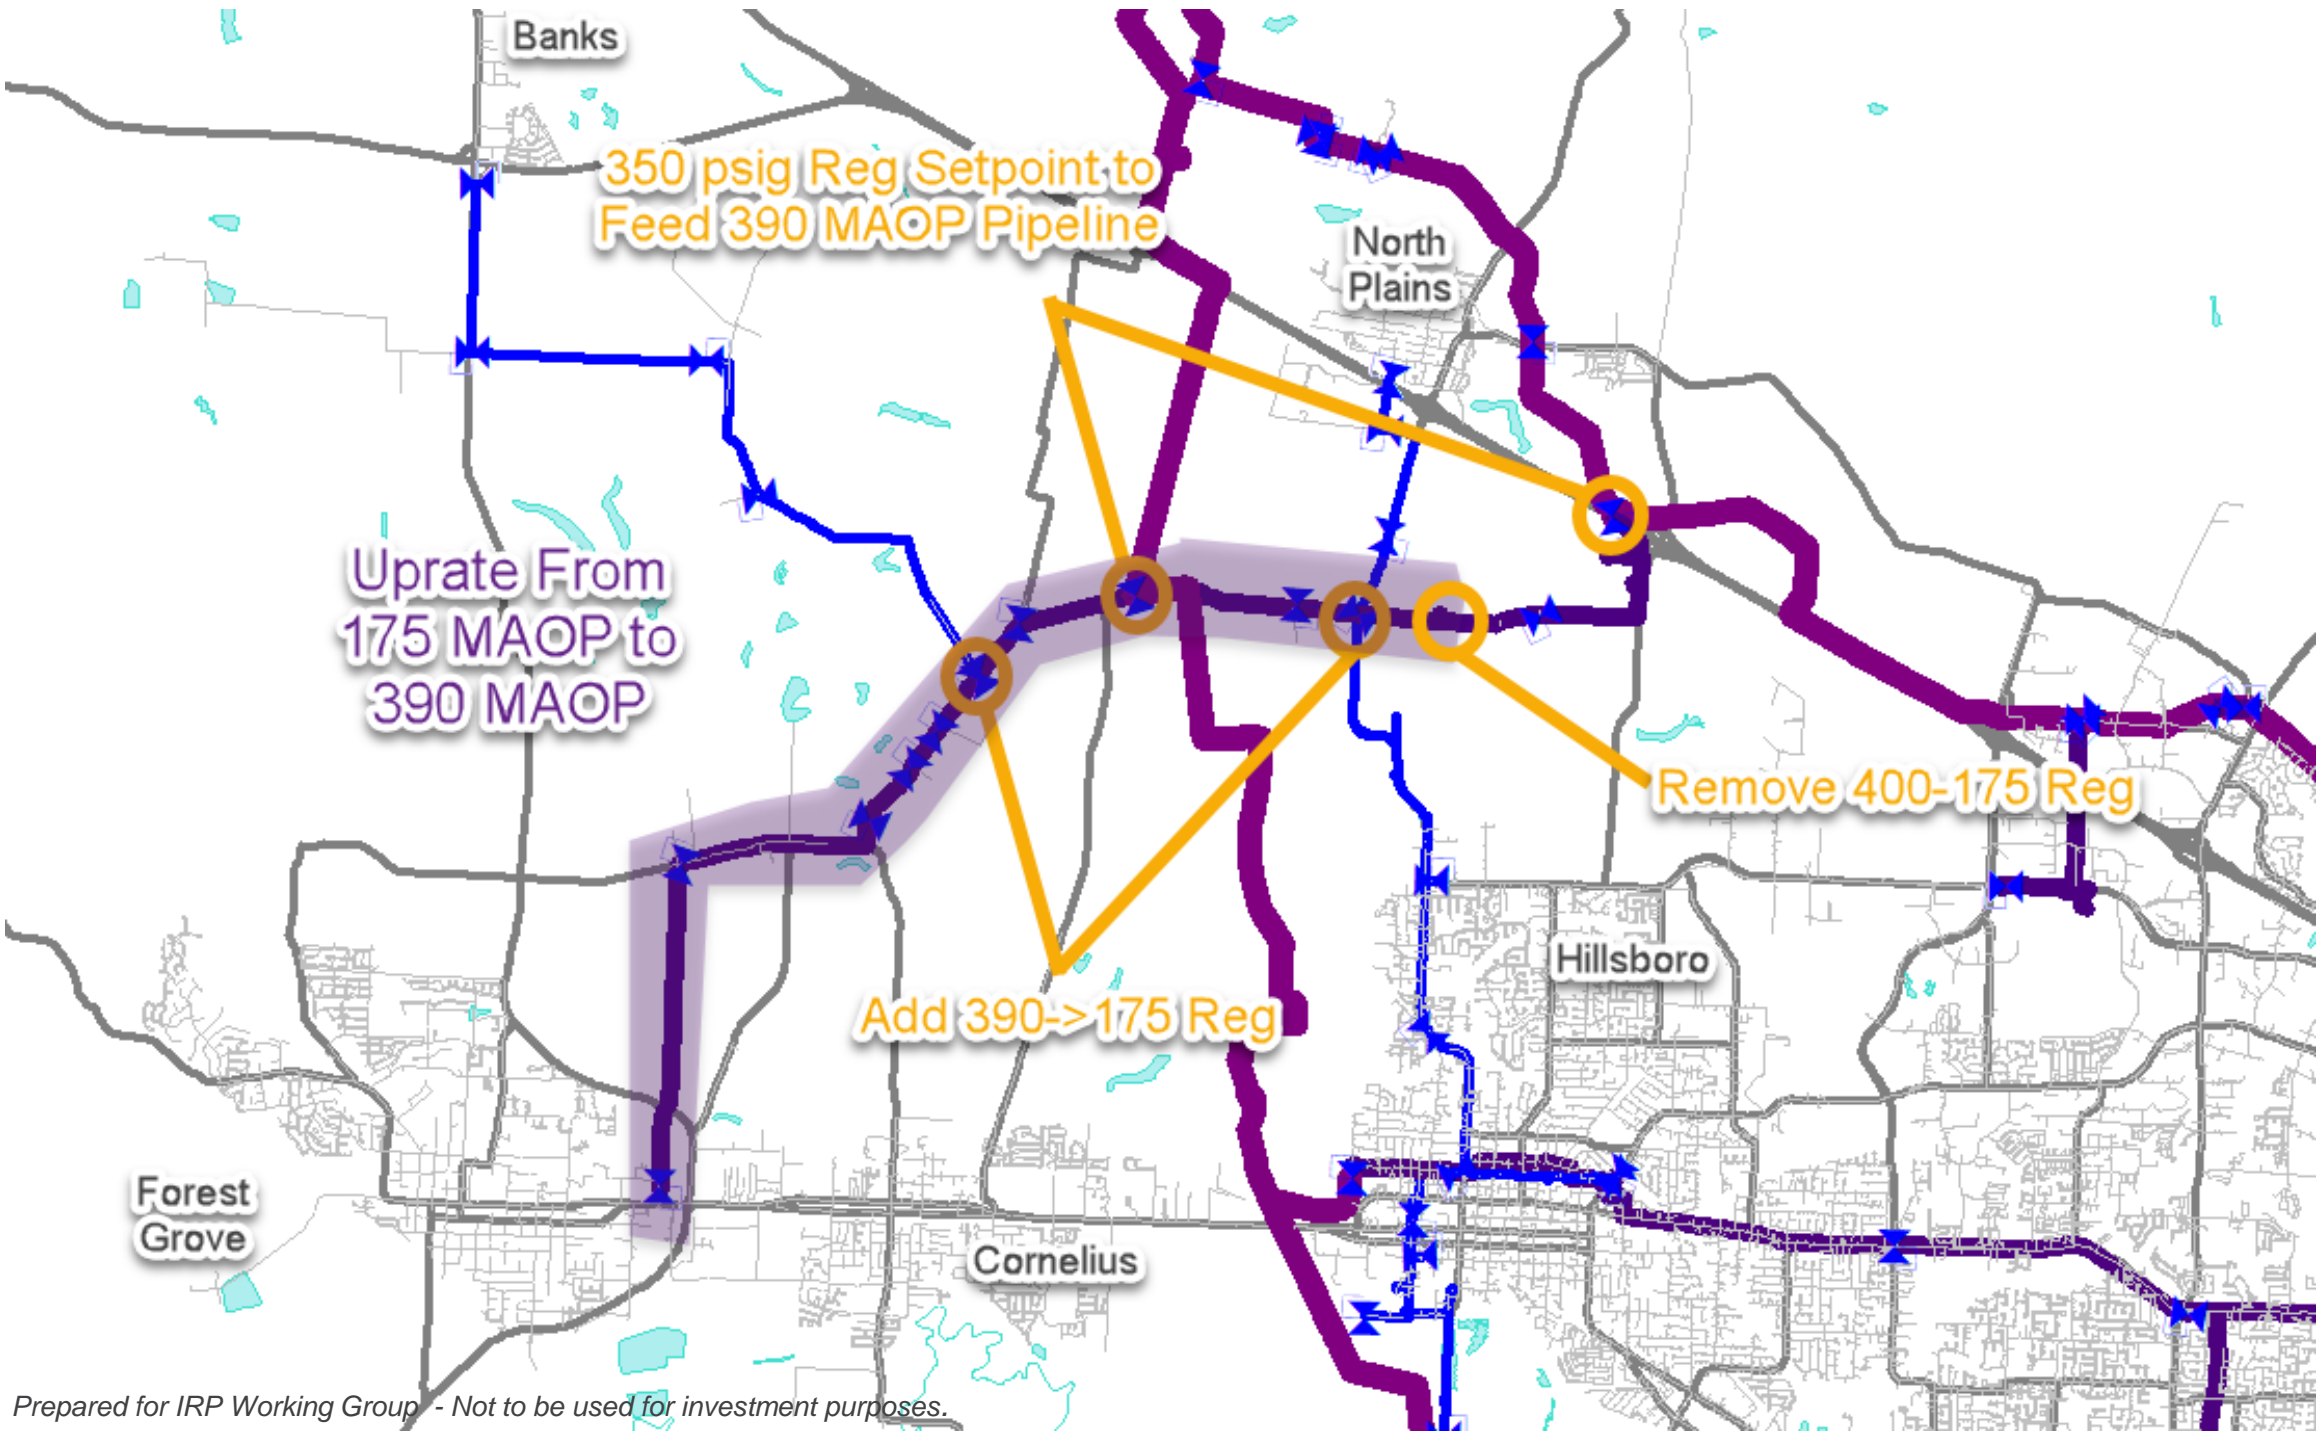 Banks
350 psig Reg Setpoint to
Feed 390 MAOP Pipeline
North
Plains
Uprate From
175 MAOP to
390 MAOP
Remove 400-175 Reg
Hillsboro
Add 390->175 Reg
Forest
Grove
Cornelius
Prepared for IRP Working Group - Not to be used for investment purposes.